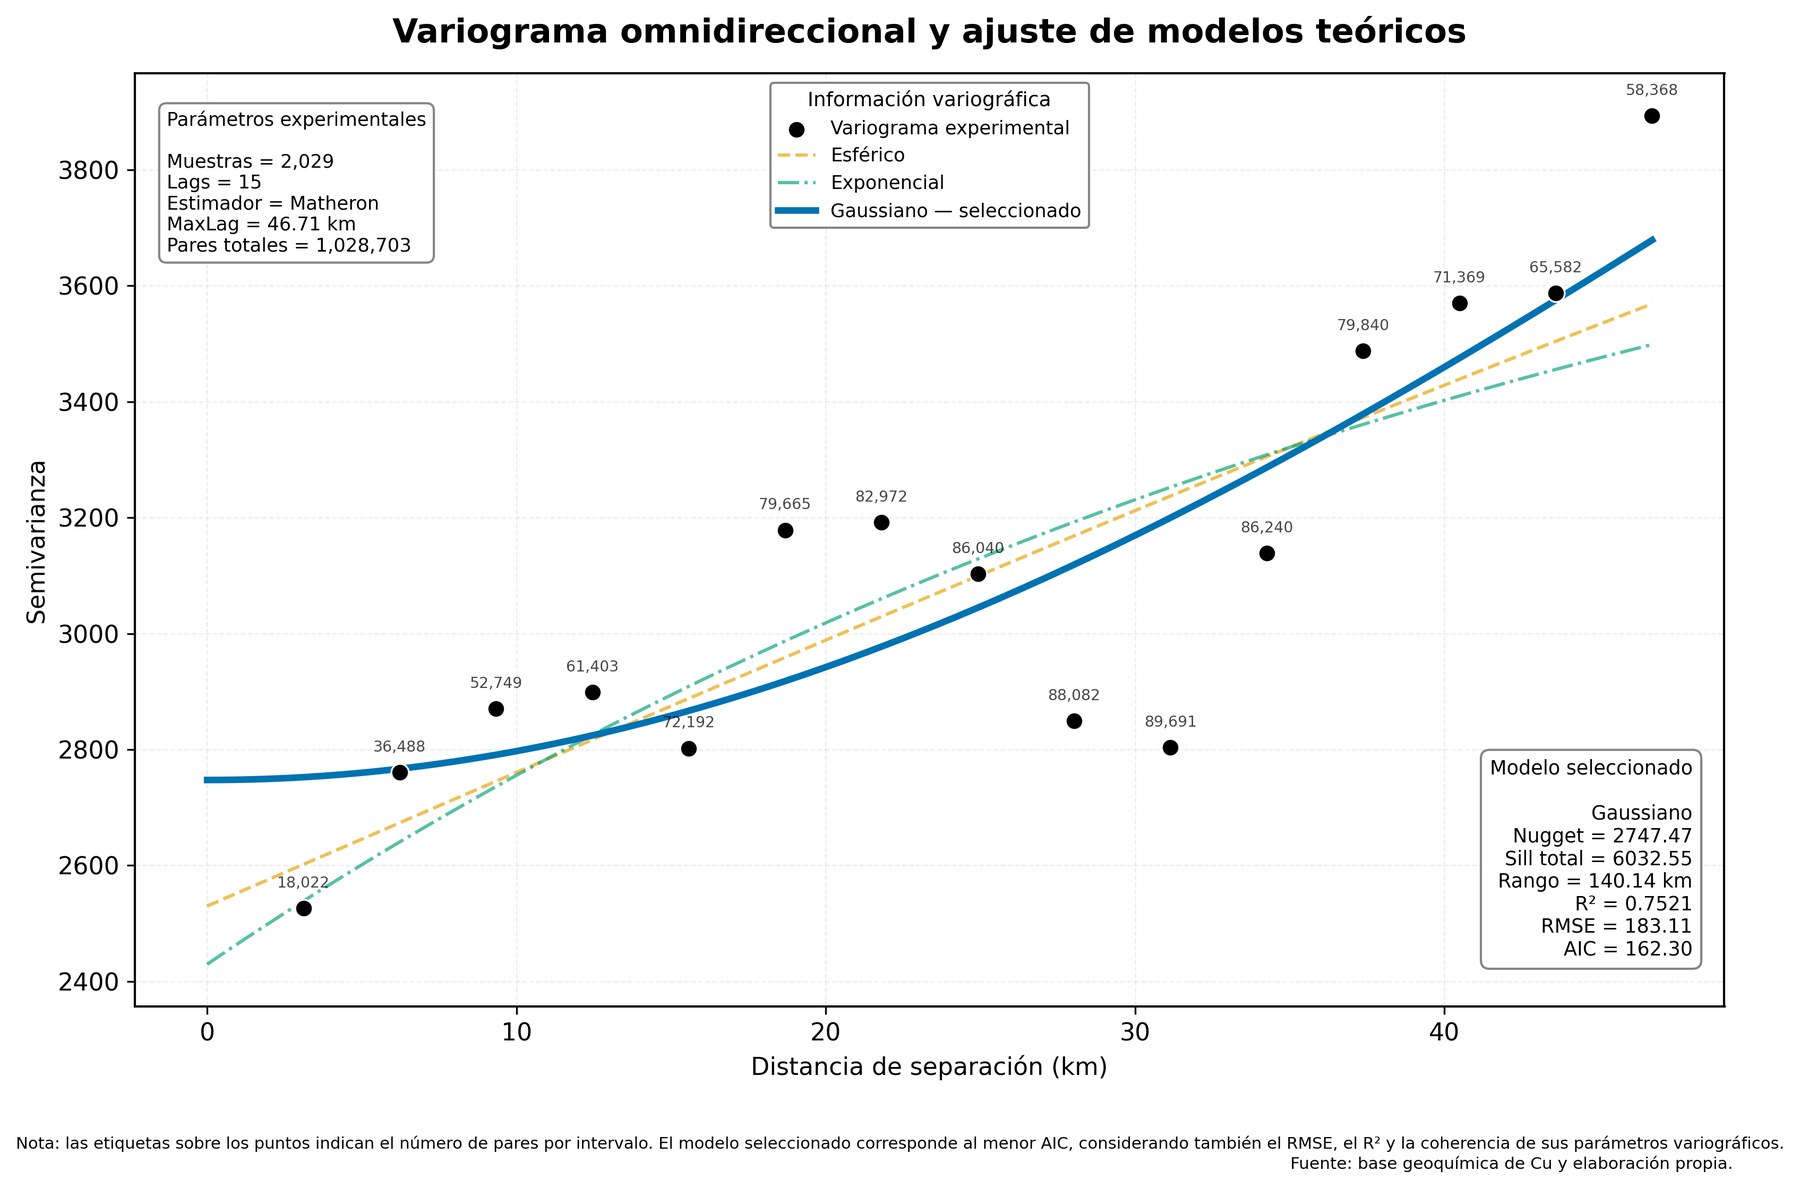 Variograma omnidireccional y ajuste de modelos teóricos
Parámetros experimentales
Muestras = 2,029
Lags = 15
Estimador = Matheron
MaxLag = 46.71 km
Pares totales = 1,028,703
Información variográfica
Variograma experimental
Esférico
Exponencial
Gaussiano — seleccionado
58,368
3800
3600
3400
3200
3000
2800
2600
2400
Semivarianza
18,022
36,488
52,749
61,403
72,192
79,665
82,972
86,040
88,082
89,691
86,240
79,840
71,369
65,582
Modelo seleccionado
Gaussiano
Nugget = 2747.47
Sill total = 6032.55
Rango = 140.14 km
R² = 0.7521
RMSE = 183.11
AIC = 162.30
0 10 20 30 40
Distancia de separación (km)
Nota: las etiquetas sobre los puntos indican el número de pares por intervalo. El modelo seleccionado corresponde al menor AIC, considerando también el RMSE, el R² y la coherencia de sus parámetros variográficos.
Fuente: base geoquímica de Cu y elaboración propia.